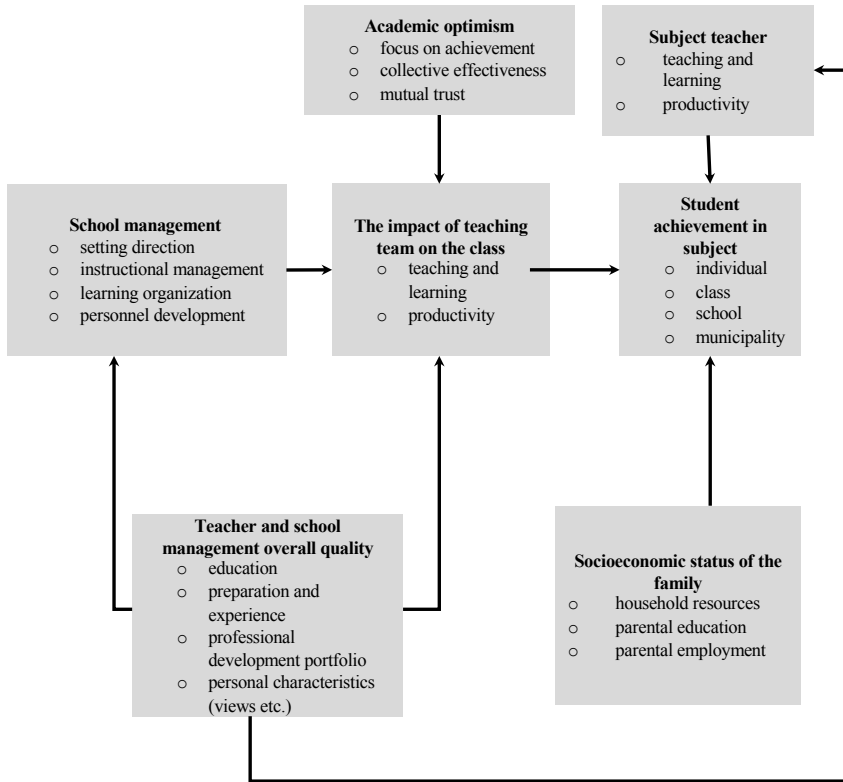 Academic optimism
o focus on achievement
o collective effectiveness
o mutual trust
Subject teacher
o teaching and
learning
o productivity
School management
o setting direction
o instructional management
o learning organization
o personnel development
The impact of teaching
team on the class
o teaching and
learning
o productivity
Student
achievement in
subject
o individual
o class
o school
o municipality
Teacher and school
management overall quality
o education
o preparation and
experience
o professional
development portfolio
o personal characteristics
(views etc.)
Socioeconomic status of the
family
o household resources
o parental education
o parental employment